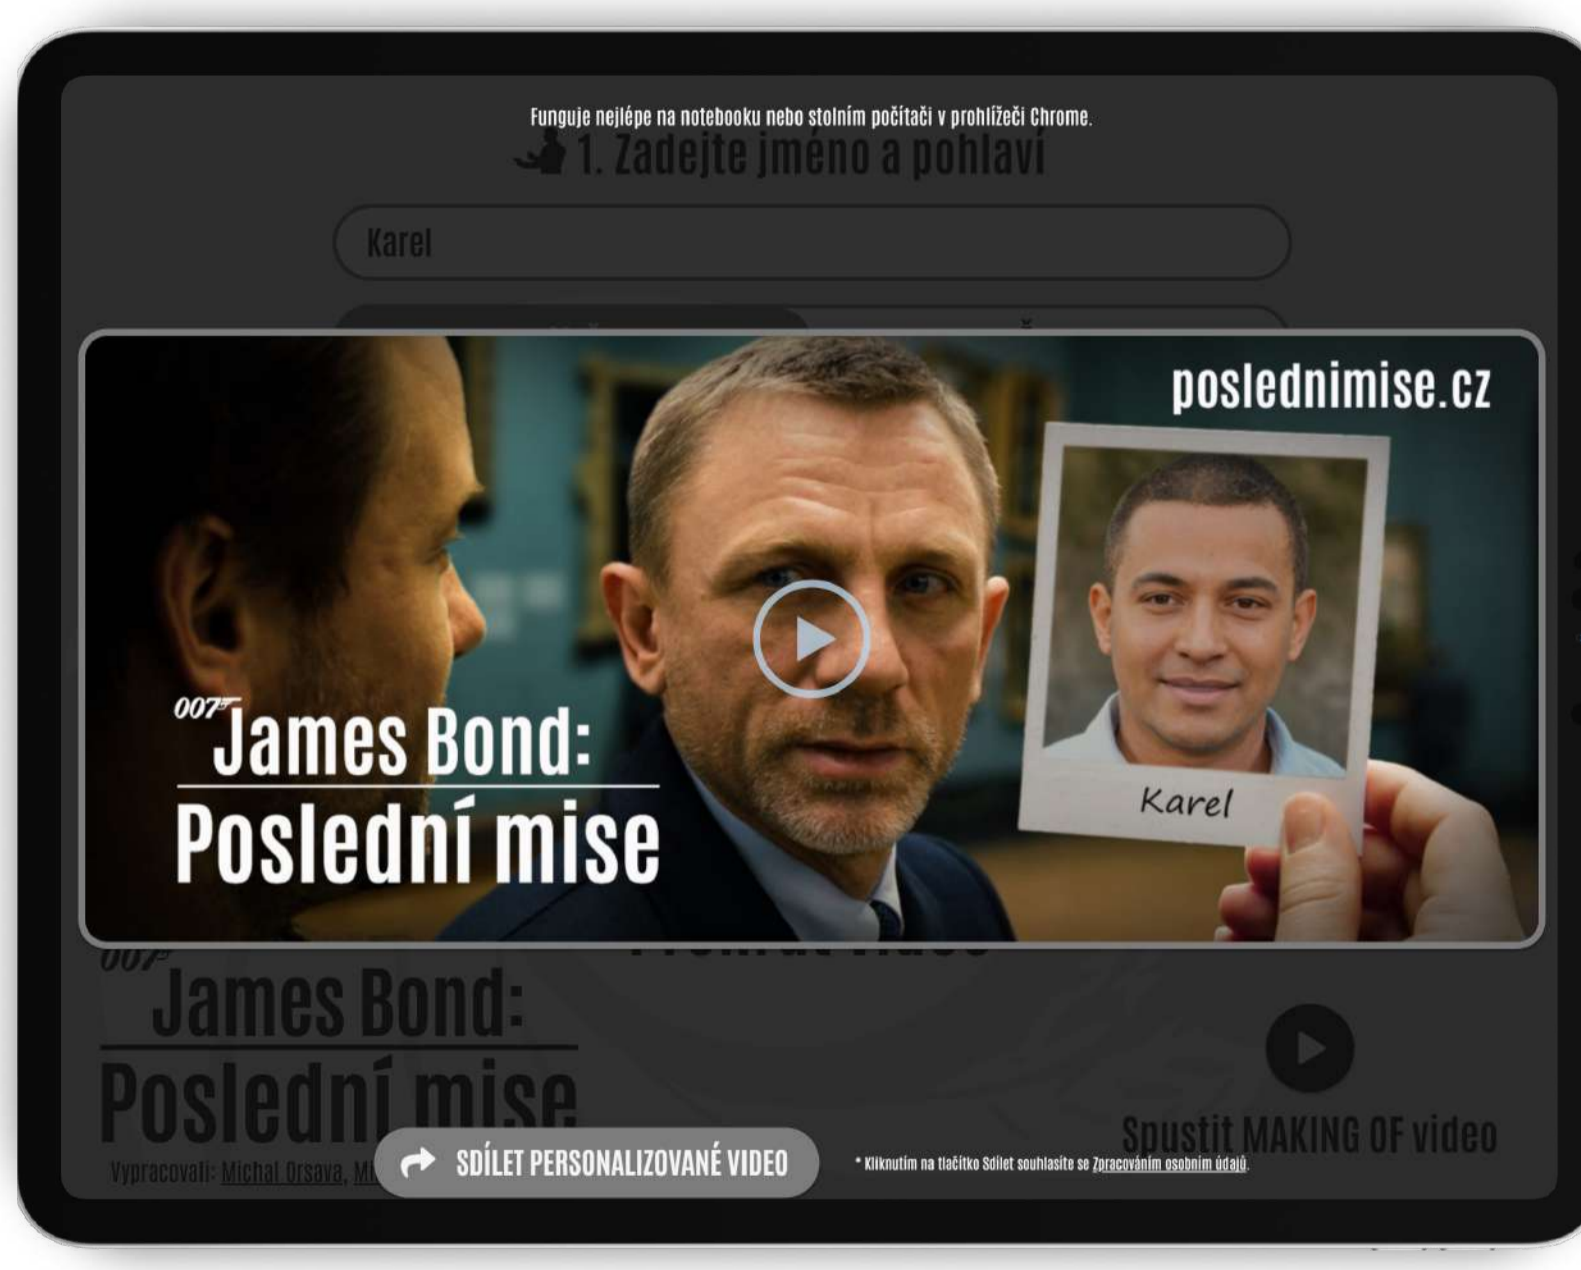 Funguje nejlépe na notebooku nebo stolním počítači v prohlížeči Chrome.
1. Zadejte jméno a pohlaví
Karel
poslednimise.cz
007
James Bond:
Poslední mise
Karel
007
James Bond:
Poslední mise
Spustit MAKING OF video
Vypracovali: Michal Orsava,
SDÍLET PERSONALIZOVANÉ VIDEO
* Kliknutím na tlačítko Sdílet souhlasíte se Zpracováním osobním údajů.